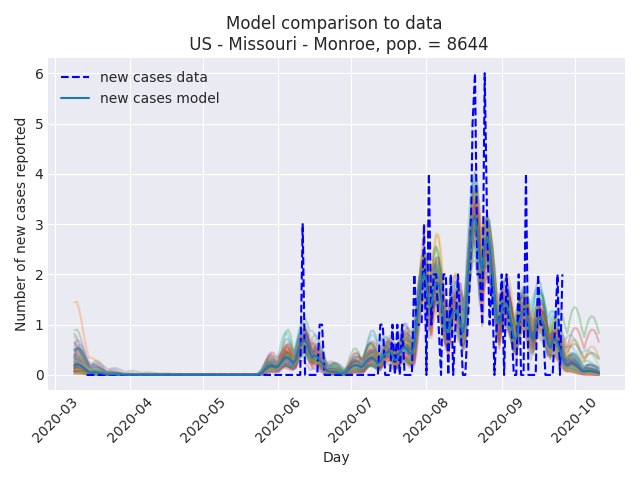 Model comparison to data
US - Missouri - Monroe, pop. = 8644
new cases data
new cases model
Number of new cases reported
6
5
4
3
2
1
0
2020-03
2020-04
2020-05
2020-06
2020-07
2020-08
2020-09
2020-10
Day